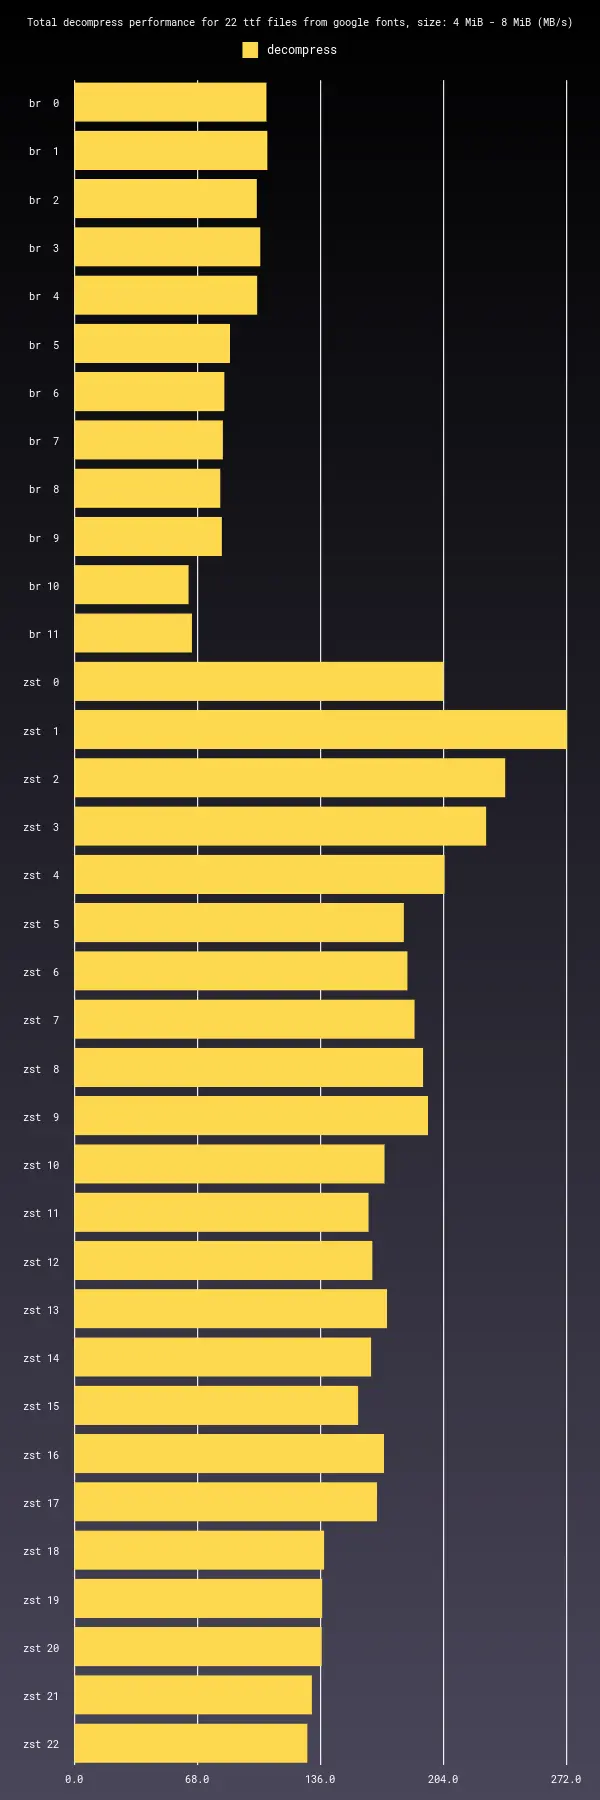 Total decompress performance for 22 ttf files from google fonts, size: 4 MiB - 8 MiB (MB/s)
decompress
br  0
br  1
br  2
br  3
br  4
br  5
br  6
br  7
br  8
br  9
br 10
br 11
zst  0
zst  1
zst  2
zst  3
zst  4
zst  5
zst  6
zst  7
zst  8
zst  9
zst 10
zst 11
zst 12
zst 13
zst 14
zst 15
zst 16
zst 17
zst 18
zst 19
zst 20
zst 21
zst 22
0.0 68.0 136.0 204.0 272.0